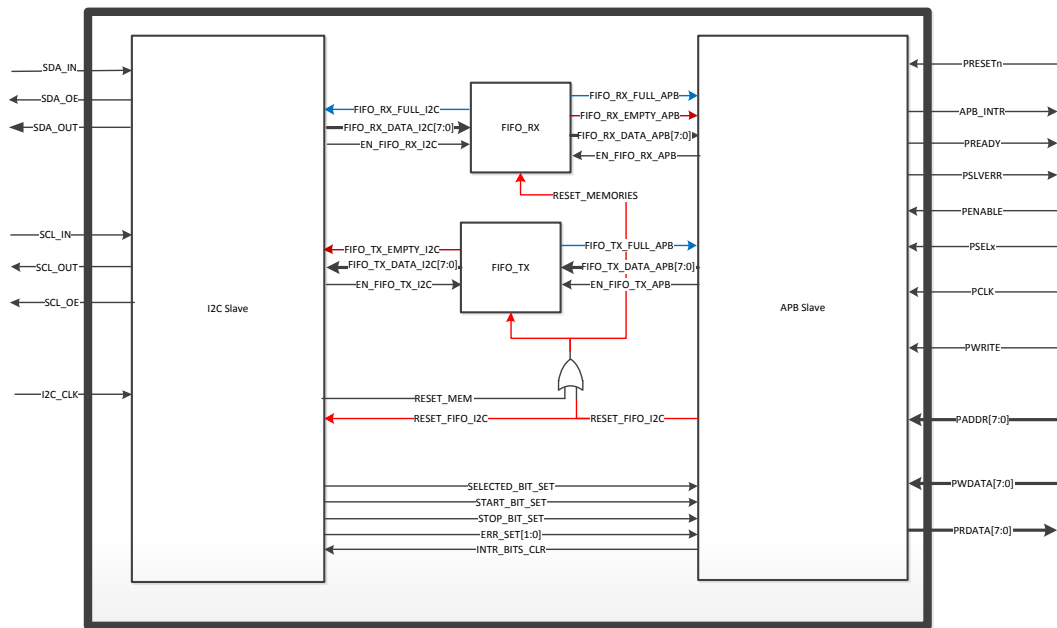 SDA_IN
SDA_OE
SDA_OUT
SCL_IN
SCL_OUT
SCL_OE
I2C_CLK
I2C Slave
FIFO_RX_FULL_I2C
FIFO_RX_DATA_I2C[7:0]
EN_FIFO_RX_I2C
FIFO_RX
FIFO_RX_FULL_APB
FIFO_RX_EMPTY_APB
FIFO_RX_DATA_APB[7:0]
EN_FIFO_RX_APB
RESET_MEMORIES
FIFO_TX_EMPTY_I2C
FIFO_TX_DATA_I2C[7:0]
EN_FIFO_TX_I2C
FIFO_TX
FIFO_TX_FULL_APB
FIFO_TX_DATA_APB[7:0]
EN_FIFO_TX_APB
RESET_MEM
RESET_FIFO_I2C
RESET_FIFO_I2C
SELECTED_BIT_SET
START_BIT_SET
STOP_BIT_SET
ERR_SET[1:0]
INTR_BITS_CLR
APB Slave
PRESETn
APB_INTR
PREADY
PSLVERR
PENABLE
PSELx
PCLK
PWRITE
PADDR[7:0]
PWDATA[7:0]
PRDATA[7:0]